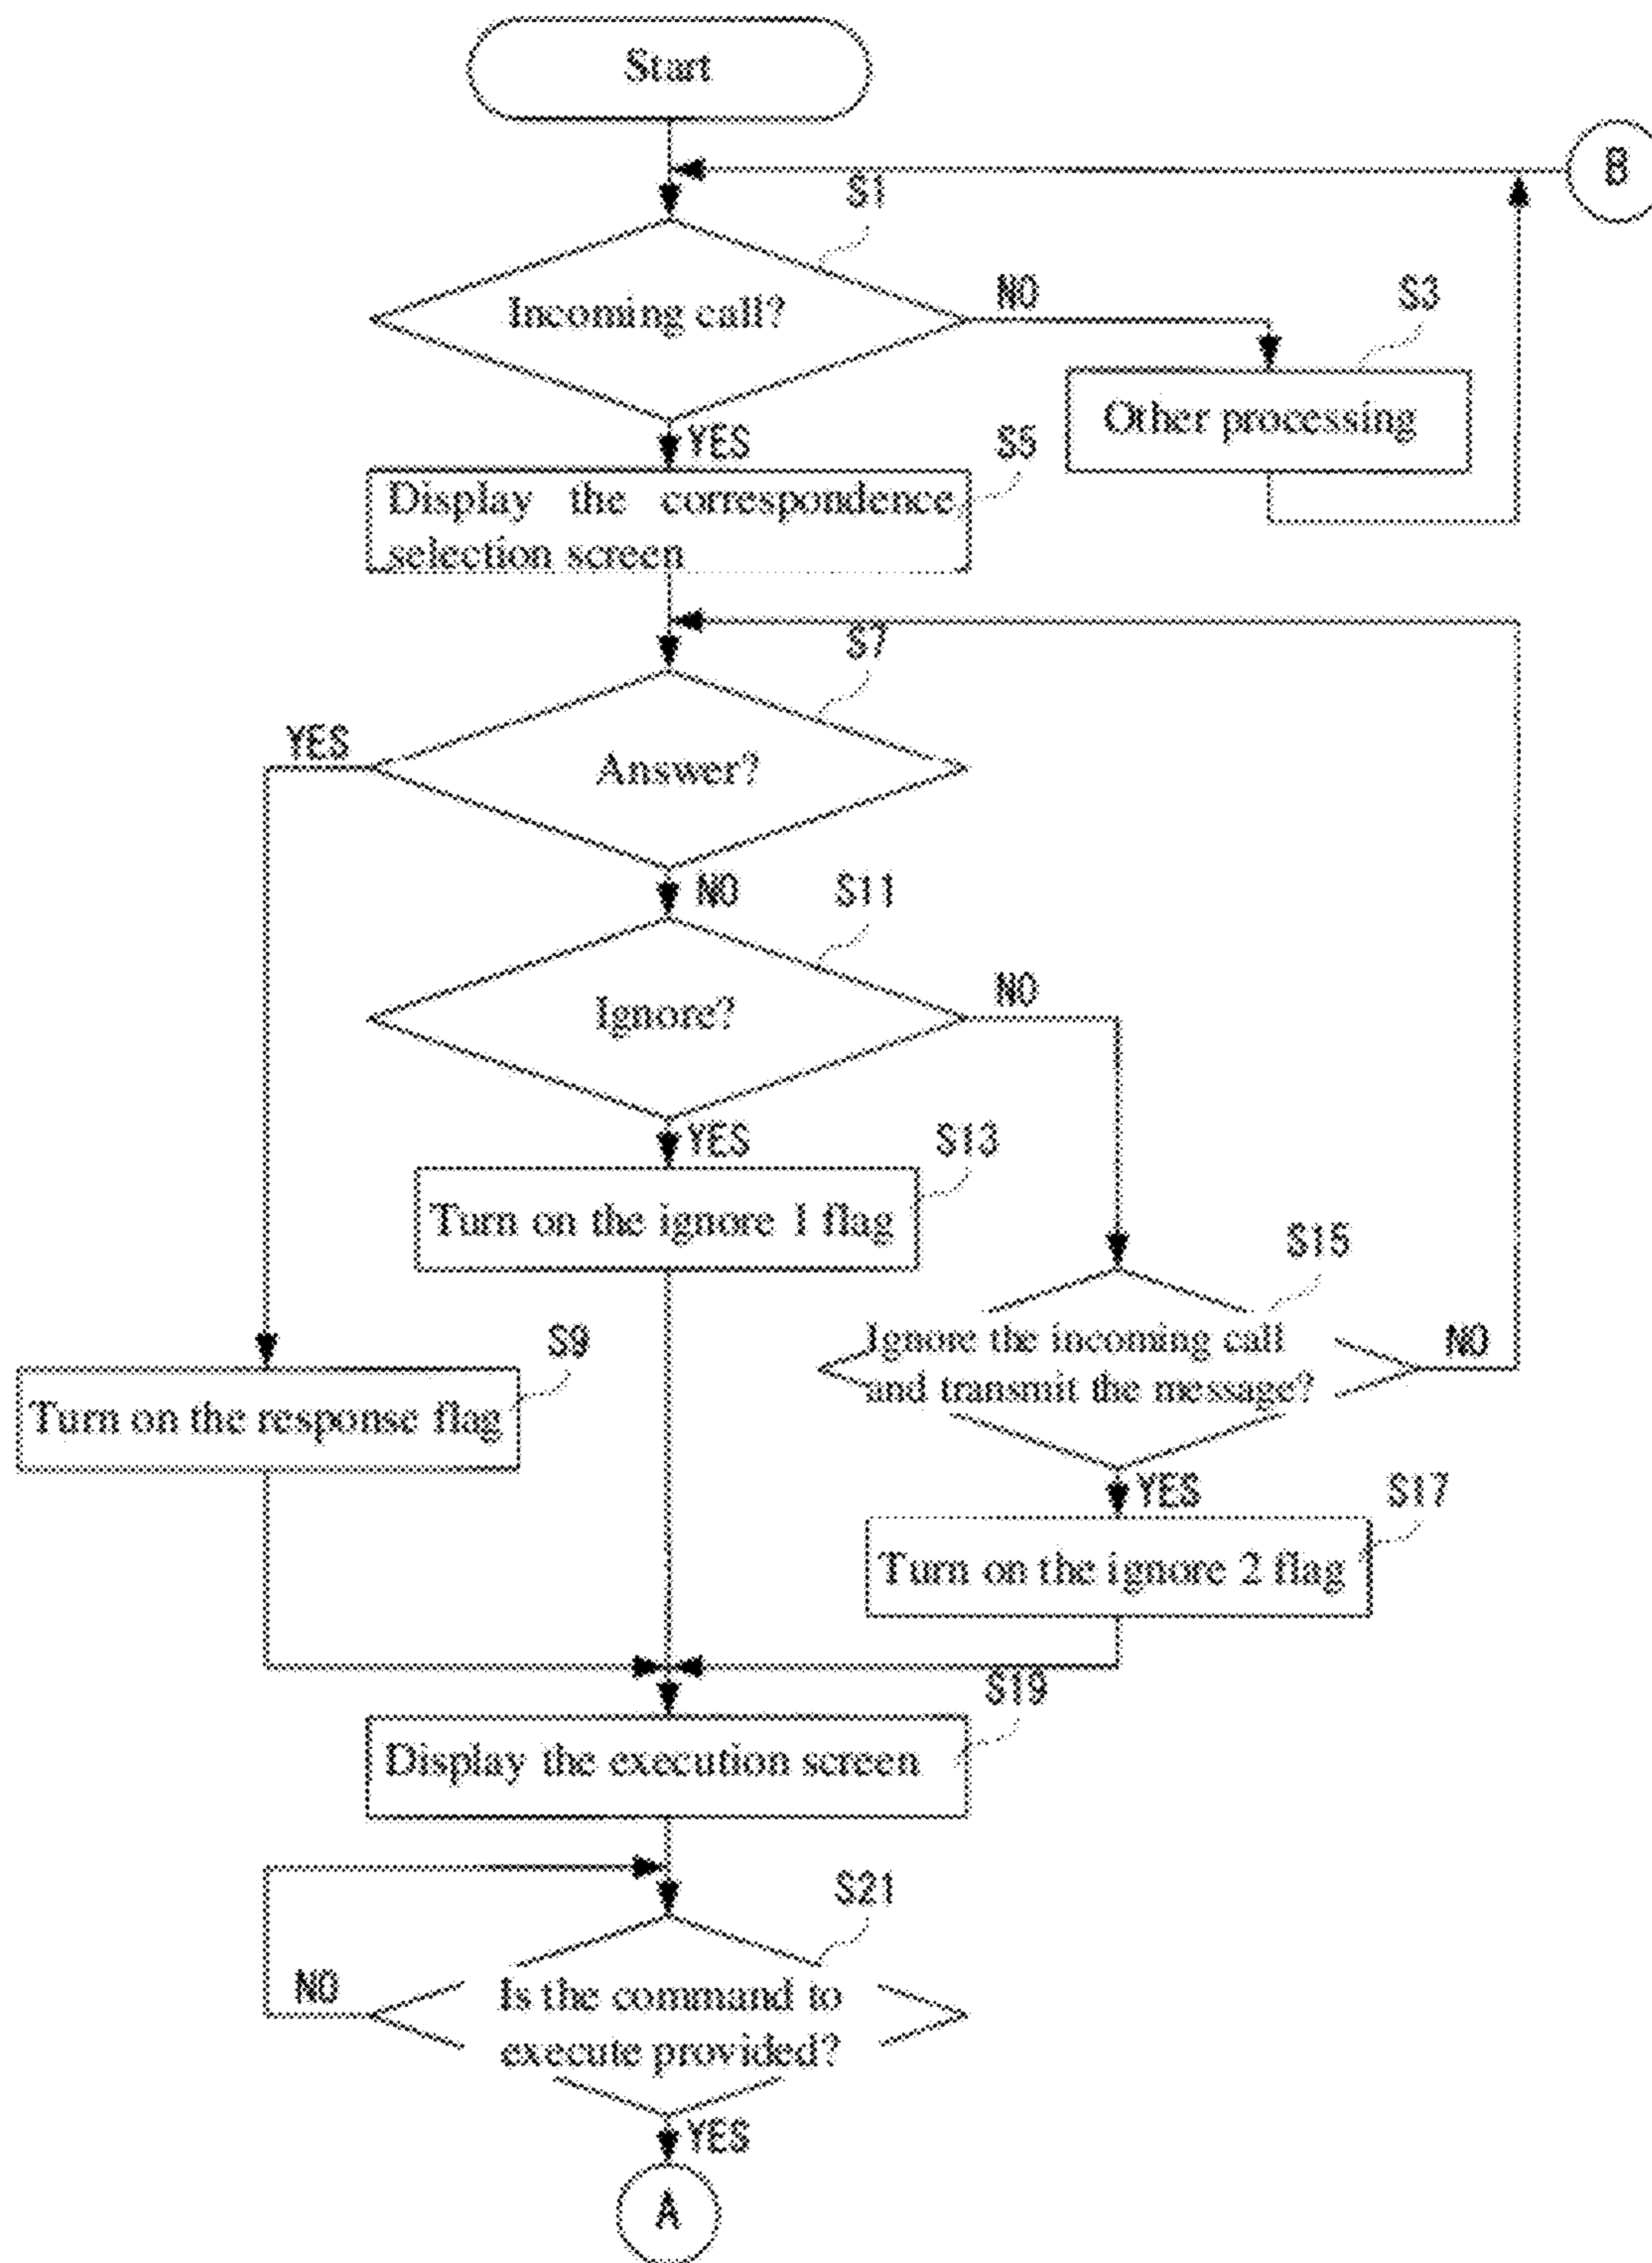 Start
B
S1
Incoming call?
NO
S3
Other processing
YES
S5
Display the correspondence
selection screen
S7
YES
Answer?
NO
S11
Ignore?
NO
YES
S13
Turn on the ignore 1 flag
S15
Ignore the incoming call
and transmit the message?
NO
S9
Turn on the response flag
YES
S17
Turn on the ignore 2 flag
S19
Display the execution screen
S21
NO
Is the command to
execute provided?
YES
A